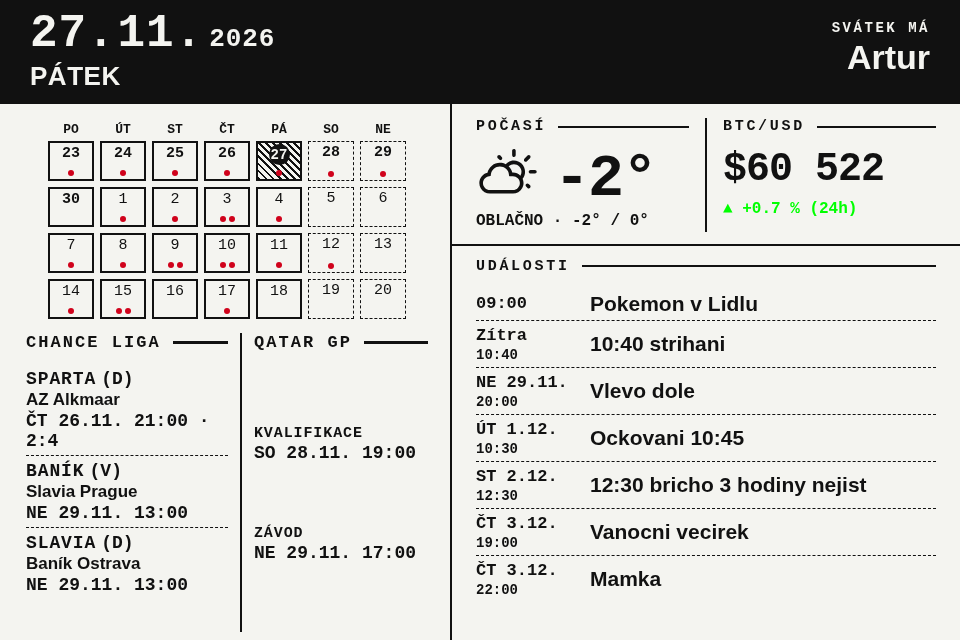 27.11. 2026
PÁTEK
SVÁTEK MÁ
Artur
PO ÚT ST ČT PÁ SO NE
23 24 25 26 27 28 29
30 1 2 3 4 5 6
7 8 9 10 11 12 13
14 15 16 17 18 19 20
CHANCE LIGA
SPARTA (D)
AZ Alkmaar
ČT 26.11. 21:00 ·
2:4
BANÍK (V)
Slavia Prague
NE 29.11. 13:00
SLAVIA (D)
Baník Ostrava
NE 29.11. 13:00
QATAR GP
KVALIFIKACE
SO 28.11. 19:00
ZÁVOD
NE 29.11. 17:00
POČASÍ
-2°
OBLAČNO · -2° / 0°
BTC/USD
$60 522
▲ +0.7 % (24h)
UDÁLOSTI
09:00 Pokemon v Lidlu
Zítra
10:40 10:40 strihani
NE 29.11.
20:00 Vlevo dole
ÚT 1.12.
10:30 Ockovani 10:45
ST 2.12.
12:30 12:30 bricho 3 hodiny nejist
ČT 3.12.
19:00 Vanocni vecirek
ČT 3.12.
22:00 Mamka